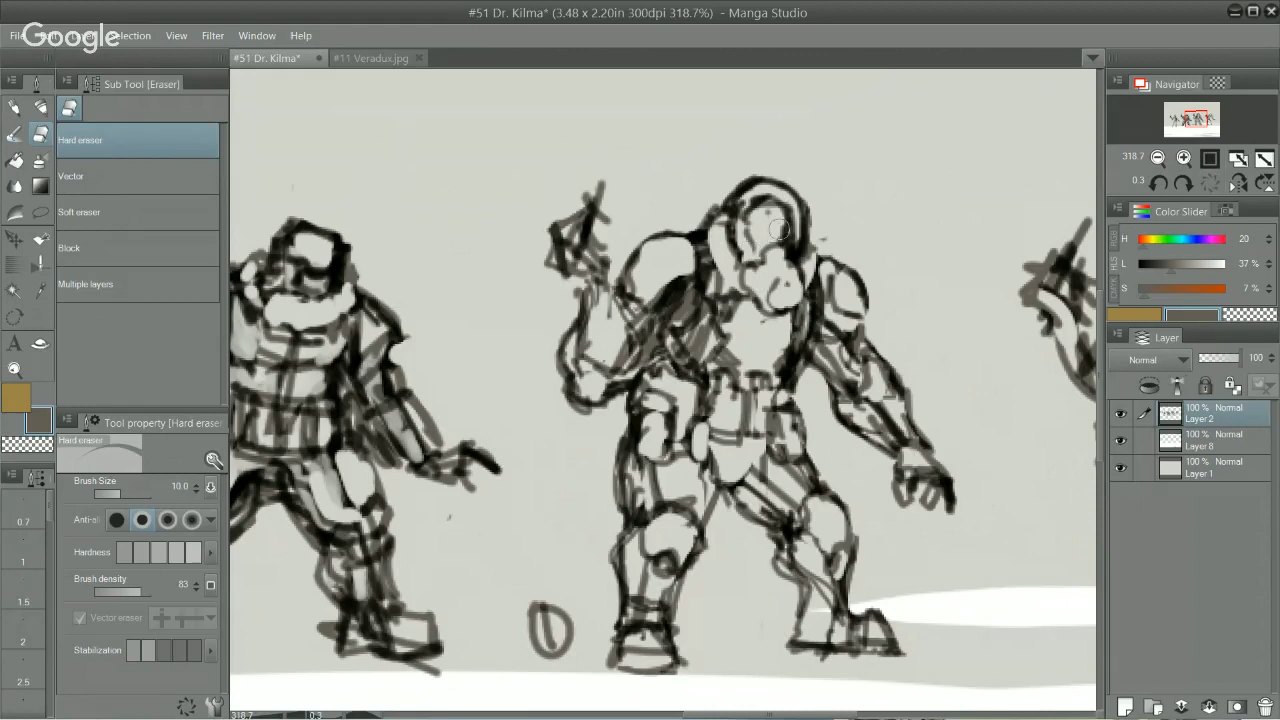 #51 Dr. Kilma* (3.48 x 2.20in 300dpi 318.7%) - Manga Studio
Google
File Selection View Filter Window Help
#51 Dr. Kilma* #11 Veradux.jpg
Sub Tool [Eraser]
Hard eraser
Vector
Soft eraser
Block
Multiple layers
Tool property [Hard eraser
Hard eraser
Brush Size 10.0
Anti-al
Hardness
Brush density 83
Vector eraser
Stabilization
0.7
1
1.5
2
2.5
318.7 0:3
Navigator
318.7
0.3
Color Slider
RGB
HLS
CMYK
H 20
L 37 %
S 7 %
Layer
Normal 100
100 % Normal
Layer 2
100 % Normal
Layer 8
100 % Normal
Layer 1